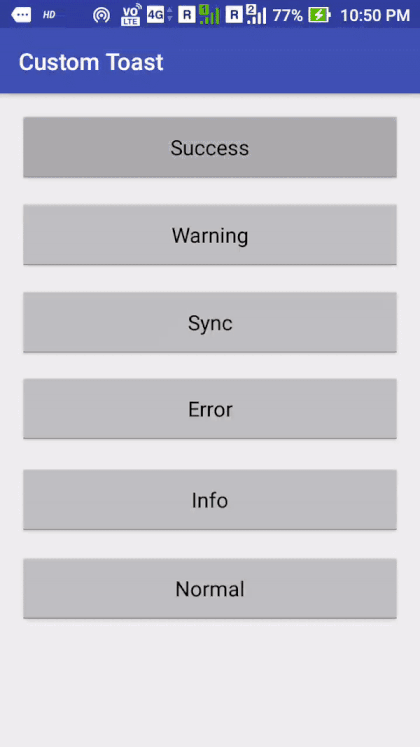 HD VO LTE 4G R 1 R 2 77% 10:50 PM
Custom Toast
Success
Warning
Sync
Error
Info
Normal